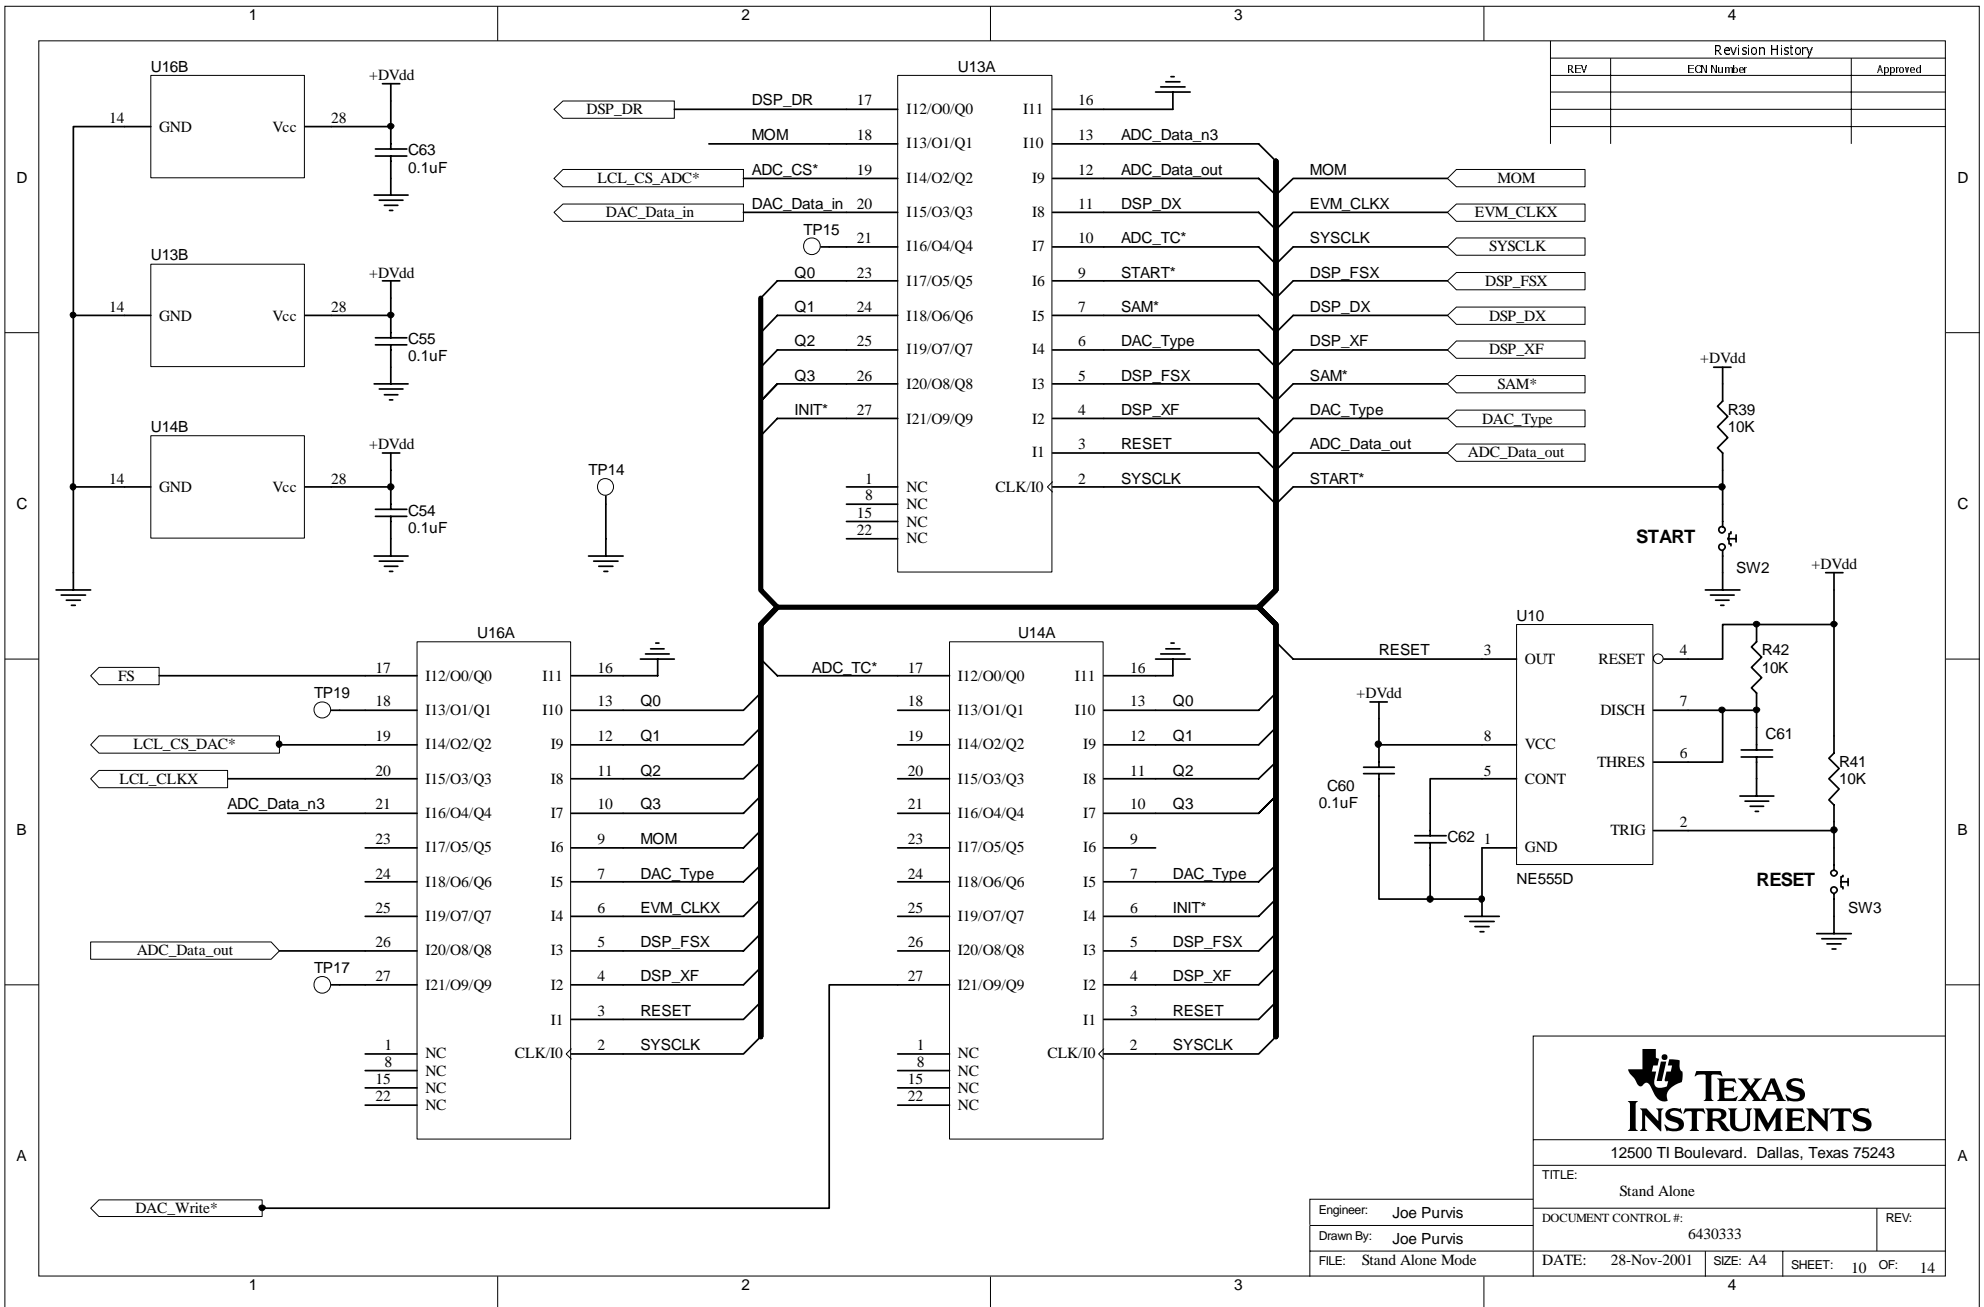 1 2 3 4
Revision History
REV ECN Number Approved
D
C
B
A
D
C
B
A
U16B
14 GND Vcc 28
+DVdd
C63
0.1uF
U13B
14 GND Vcc 28
+DVdd
C55
0.1uF
U14B
14 GND Vcc 28
+DVdd
C54
0.1uF
TP14
U13A
DSP_DR DSP_DR 17 I12/O0/Q0 I11 16
MOM 18 I13/O1/Q1 I10 13 ADC_Data_n3
LCL_CS_ADC* ADC_CS* 19 I14/O2/Q2 I9 12 ADC_Data_out MOM MOM
DAC_Data_in DAC_Data_in 20 I15/O3/Q3 I8 11 DSP_DX EVM_CLKX EVM_CLKX
TP15 21 I16/O4/Q4 I7 10 ADC_TC* SYSCLK SYSCLK
Q0 23 I17/O5/Q5 I6 9 START* DSP_FSX DSP_FSX
Q1 24 I18/O6/Q6 I5 7 SAM* DSP_DX DSP_DX
Q2 25 I19/O7/Q7 I4 6 DAC_Type DSP_XF DSP_XF
Q3 26 I20/O8/Q8 I3 5 DSP_FSX SAM* SAM*
INIT* 27 I21/O9/Q9 I2 4 DSP_XF DAC_Type DAC_Type
I1 3 RESET ADC_Data_out ADC_Data_out
1 NC CLK/I0 2 SYSCLK START*
8 NC
15 NC
22 NC
+DVdd
R39
10K
START
SW2
U16A
FS 17 I12/O0/Q0 I11 16
TP19 18 I13/O1/Q1 I10 13 Q0
LCL_CS_DAC* 19 I14/O2/Q2 I9 12 Q1
LCL_CLKX 20 I15/O3/Q3 I8 11 Q2
ADC_Data_n3 21 I16/O4/Q4 I7 10 Q3
23 I17/O5/Q5 I6 9 MOM
24 I18/O6/Q6 I5 7 DAC_Type
25 I19/O7/Q7 I4 6 EVM_CLKX
ADC_Data_out 26 I20/O8/Q8 I3 5 DSP_FSX
TP17 27 I21/O9/Q9 I2 4 DSP_XF
I1 3 RESET
1 NC CLK/I0 2 SYSCLK
8 NC
15 NC
22 NC
DAC_Write*
U14A
ADC_TC* 17 I12/O0/Q0 I11 16
18 I13/O1/Q1 I10 13 Q0
19 I14/O2/Q2 I9 12 Q1
20 I15/O3/Q3 I8 11 Q2
21 I16/O4/Q4 I7 10 Q3
23 I17/O5/Q5 I6 9
24 I18/O6/Q6 I5 7 DAC_Type
25 I19/O7/Q7 I4 6 INIT*
26 I20/O8/Q8 I3 5 DSP_FSX
27 I21/O9/Q9 I2 4 DSP_XF
I1 3 RESET
1 NC CLK/I0 2 SYSCLK
8 NC
15 NC
22 NC
U10
RESET 3 OUT RESET 4
DISCH 7
8 VCC
THRES 6
5 CONT
TRIG 2
1 GND
NE555D
+DVdd
R42
10K
C61
R41
10K
+DVdd
C60
0.1uF
C62
RESET
SW3
TEXAS
INSTRUMENTS
12500 TI Boulevard. Dallas, Texas 75243
TITLE:
Stand Alone
Engineer: Joe Purvis
Drawn By: Joe Purvis
FILE: Stand Alone Mode
DOCUMENT CONTROL #:
6430333
REV:
DATE: 28-Nov-2001 SIZE: A4 SHEET: 10 OF: 14
1 2 3 4